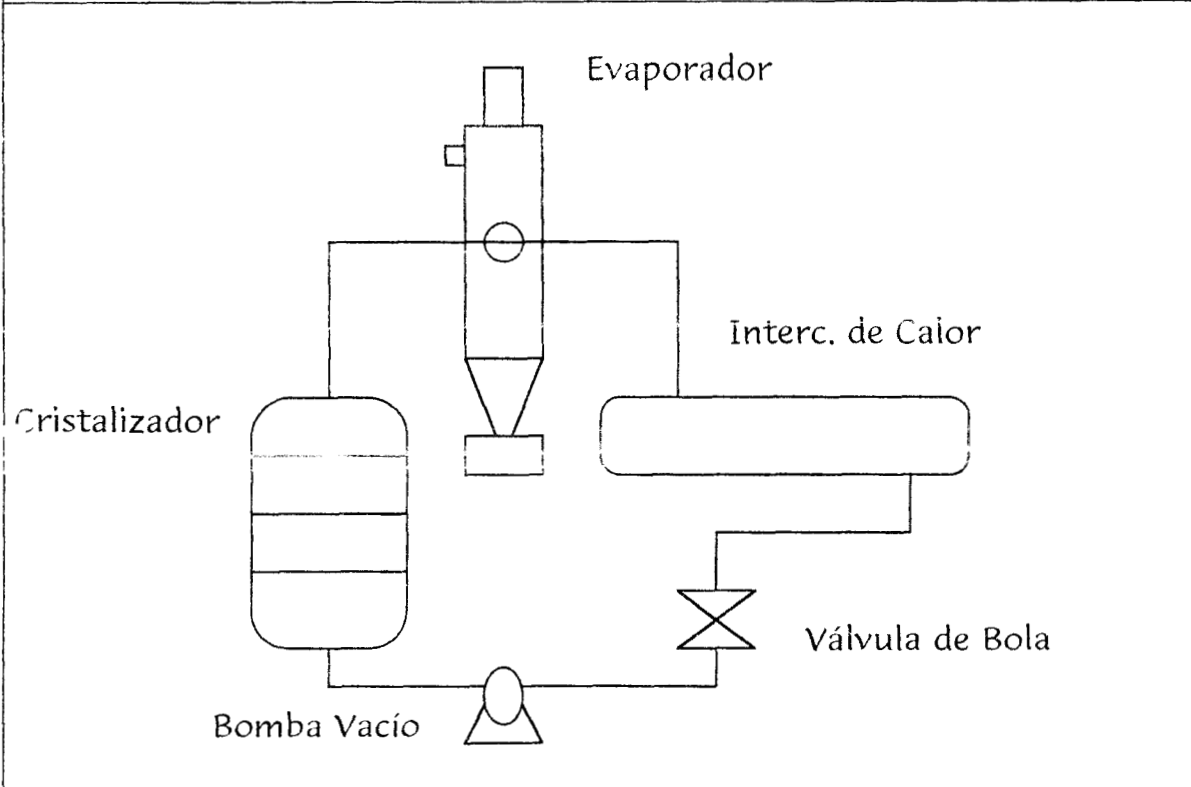 Evaporador
Interc. de Calor
Cristalizador
Válvula de Bola
Bomba Vacío